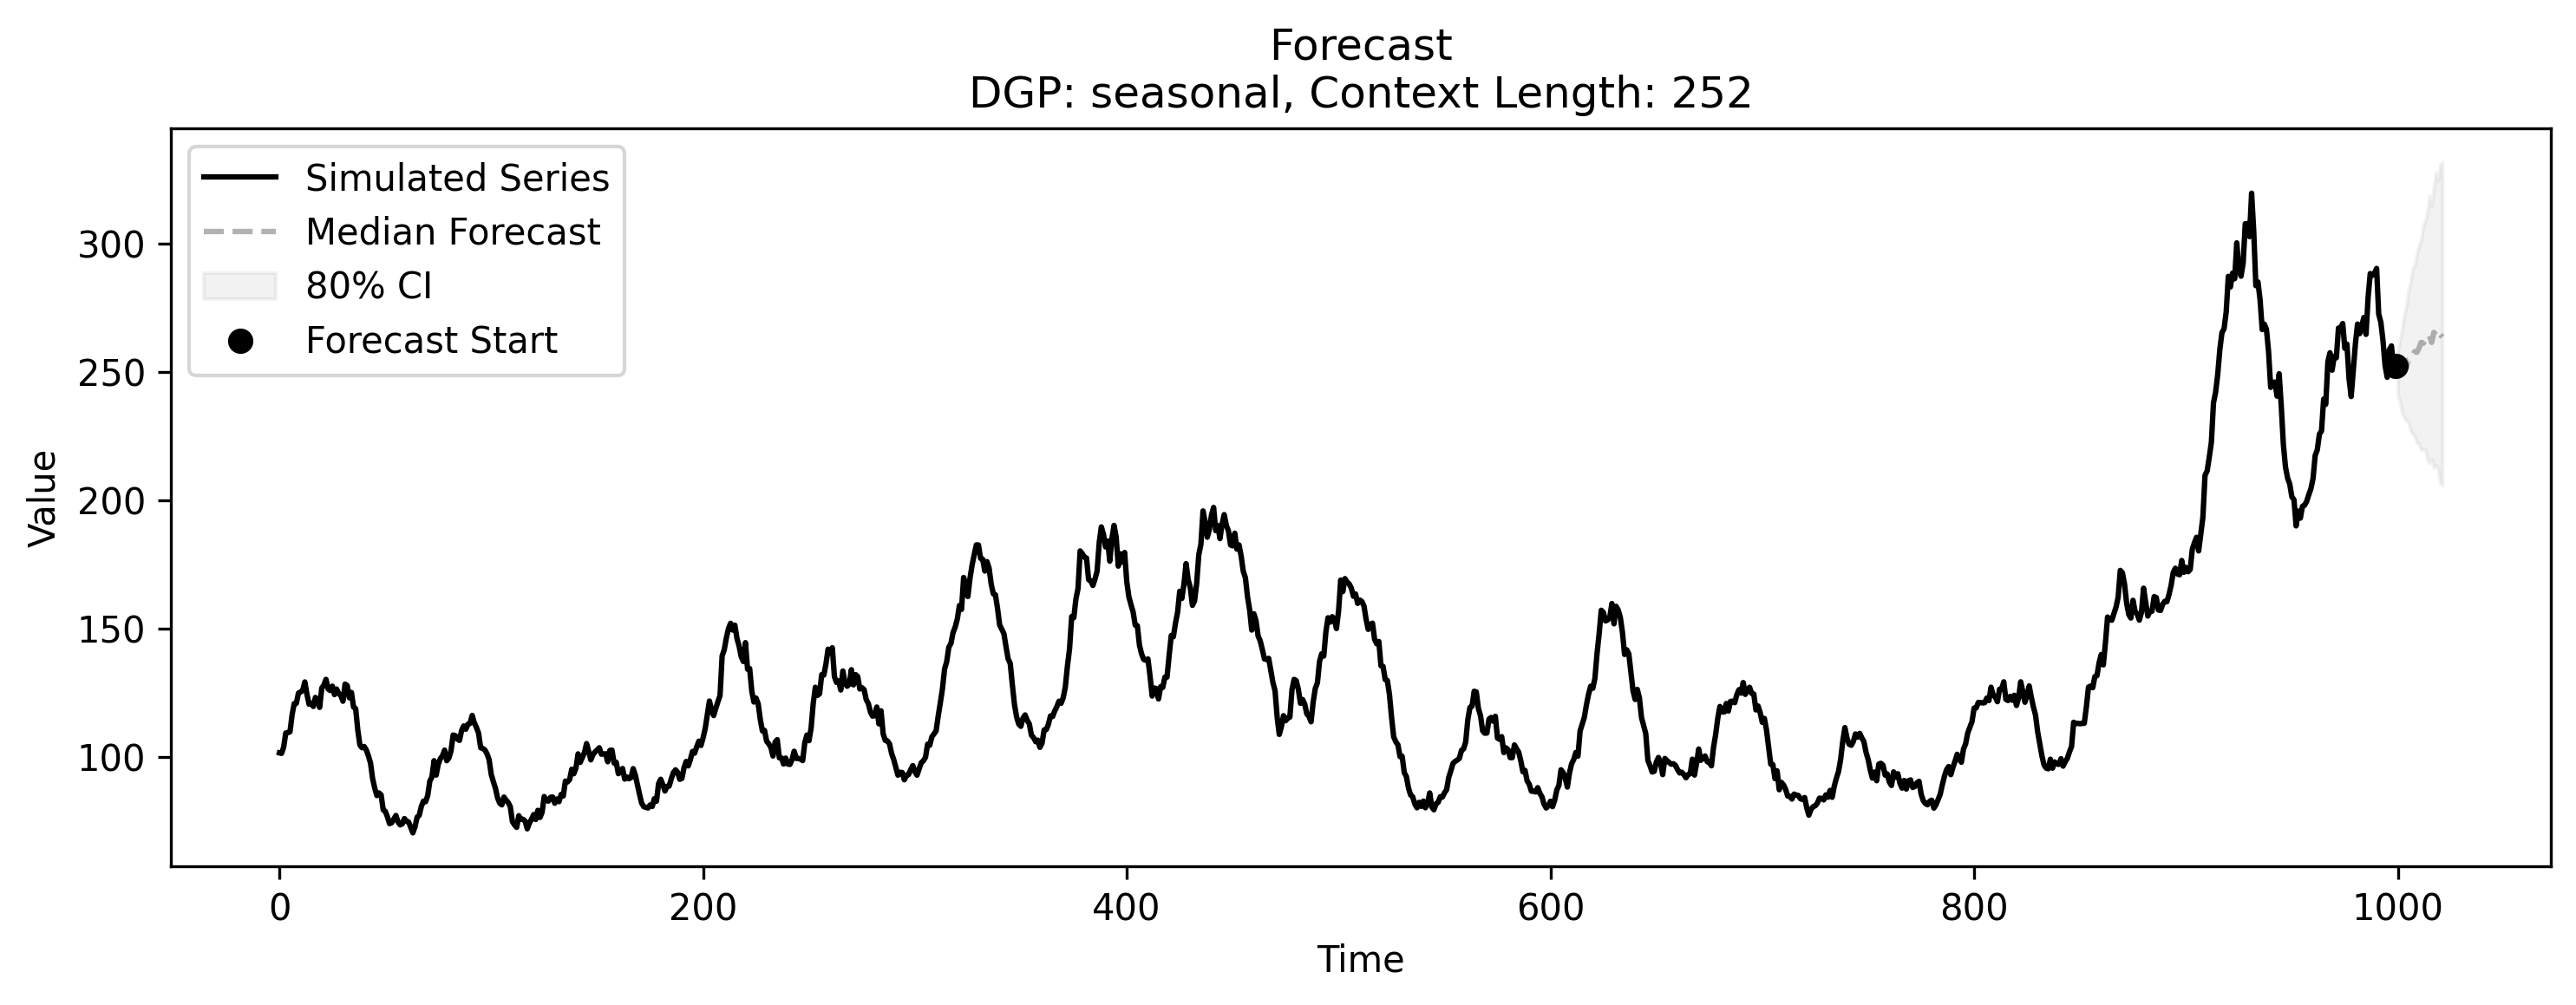 Forecast
DGP: seasonal, Context Length: 252
Simulated Series
Median Forecast
80% CI
Forecast Start
Value
300
250
200
150
100
0
200
400
600
800
1000
Time